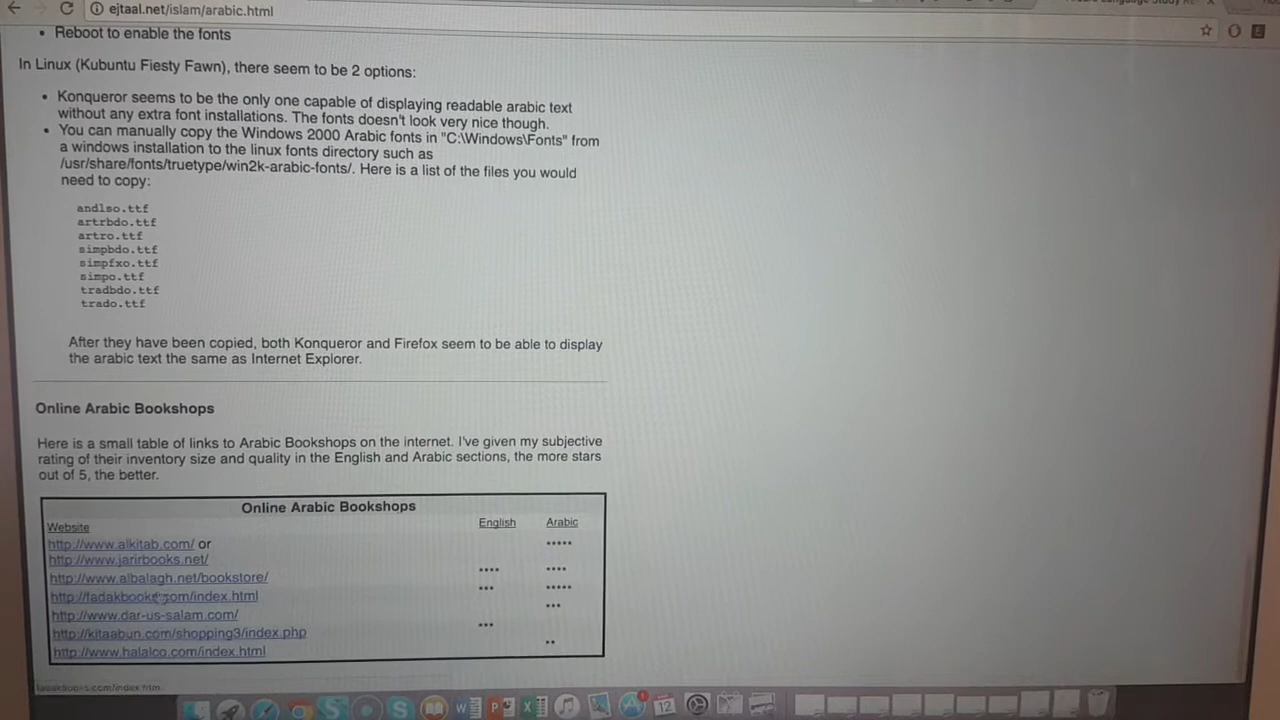 ejtaal.net/islam/arabic.html
• Reboot to enable the fonts
In Linux (Kubuntu Fiesty Fawn), there seem to be 2 options:
• Konqueror seems to be the only one capable of displaying readable arabic text
without any extra font installations. The fonts doesn't look very nice though.
• You can manually copy the Windows 2000 Arabic fonts in "C:\Windows\Fonts" from
a windows installation to the linux fonts directory such as
/usr/share/fonts/truetype/win2k-arabic-fonts/. Here is a list of the files you would
need to copy:
andlso.ttf
artrbdo.ttf
artro.ttf
simpbdo.ttf
simpfxo.ttf
simpo.ttf
tradbdo.ttf
trado.ttf
After they have been copied, both Konqueror and Firefox seem to be able to display
the arabic text the same as Internet Explorer.
Online Arabic Bookshops
Here is a small table of links to Arabic Bookshops on the internet. I've given my subjective
rating of their inventory size and quality in the English and Arabic sections, the more stars
out of 5, the better.
Online Arabic Bookshops
Website English Arabic
http://www.alkitab.com/ or *****
http://www.jarirbooks.net/
http://www.albalagh.net/bookstore/ **** ****
http://fadakbooks.com/index.html *** *****
http://www.dar-us-salam.com/ ***
http://kitaabun.com/shopping3/index.php ***
http://www.halalco.com/index.html **
12